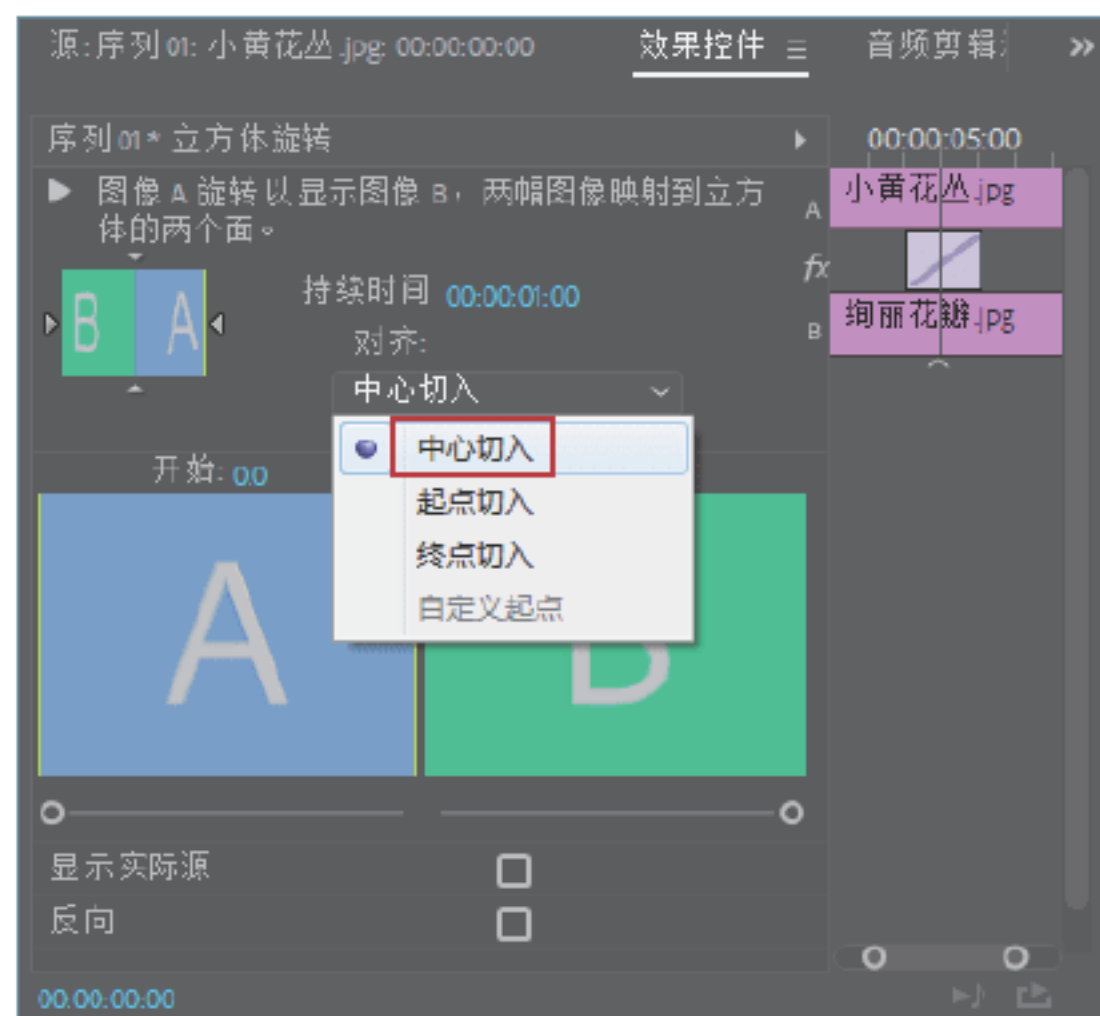 源:序列 01: 小黄花丛.jpg: 00:00:00:00 效果控件 音频剪辑
序列 01* 立方体旋转 00:00:05:00
图像 A 旋转以显示图像 B，两幅图像映射到立方
体的两个面。
A 小黄花丛.jpg
fx
B 绚丽花瓣.jpg
B A
持续时间 00:00:01:00
对齐:
中心切入
中心切入
起点切入
终点切入
自定义起点
开始: 0.0
A B
显示实际源
反向
00:00:00:00